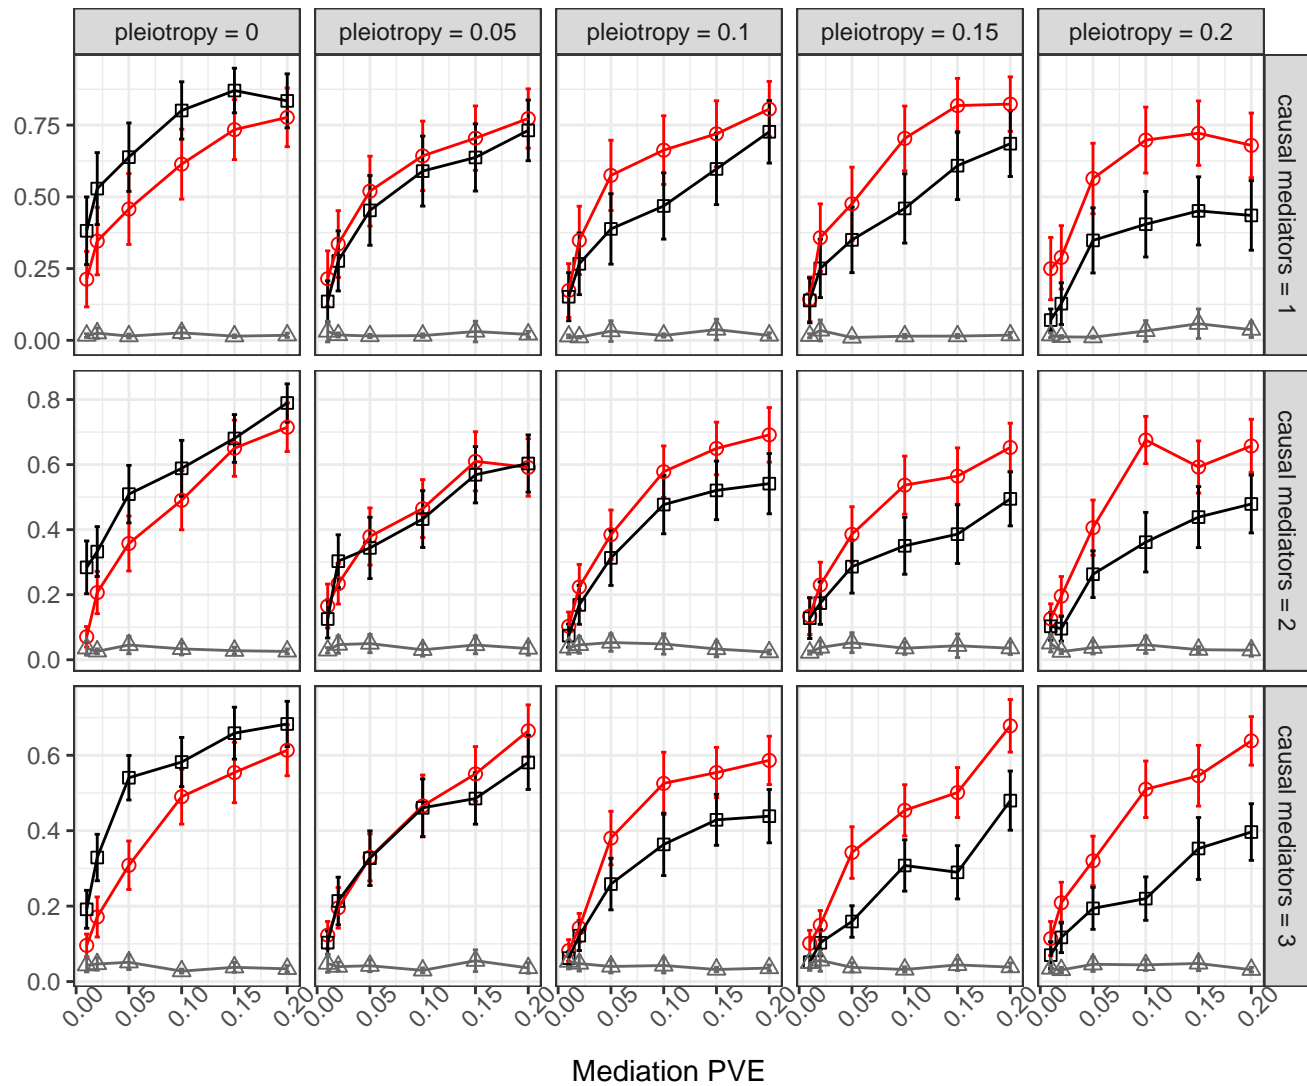 pleiotropy = 0 pleiotropy = 0.05 pleiotropy = 0.1 pleiotropy = 0.15 pleiotropy = 0.2
0.75
0.50
0.25
0.00
causal mediators = 1
0.8
0.6
0.4
0.2
0.0
causal mediators = 2
0.6
0.4
0.2
0.0
causal mediators = 3
0.00 0.05 0.10 0.15 0.20 0.00 0.05 0.10 0.15 0.20 0.00 0.05 0.10 0.15 0.20 0.00 0.05 0.10 0.15 0.20 0.00 0.05 0.10 0.15 0.20
Mediation PVE